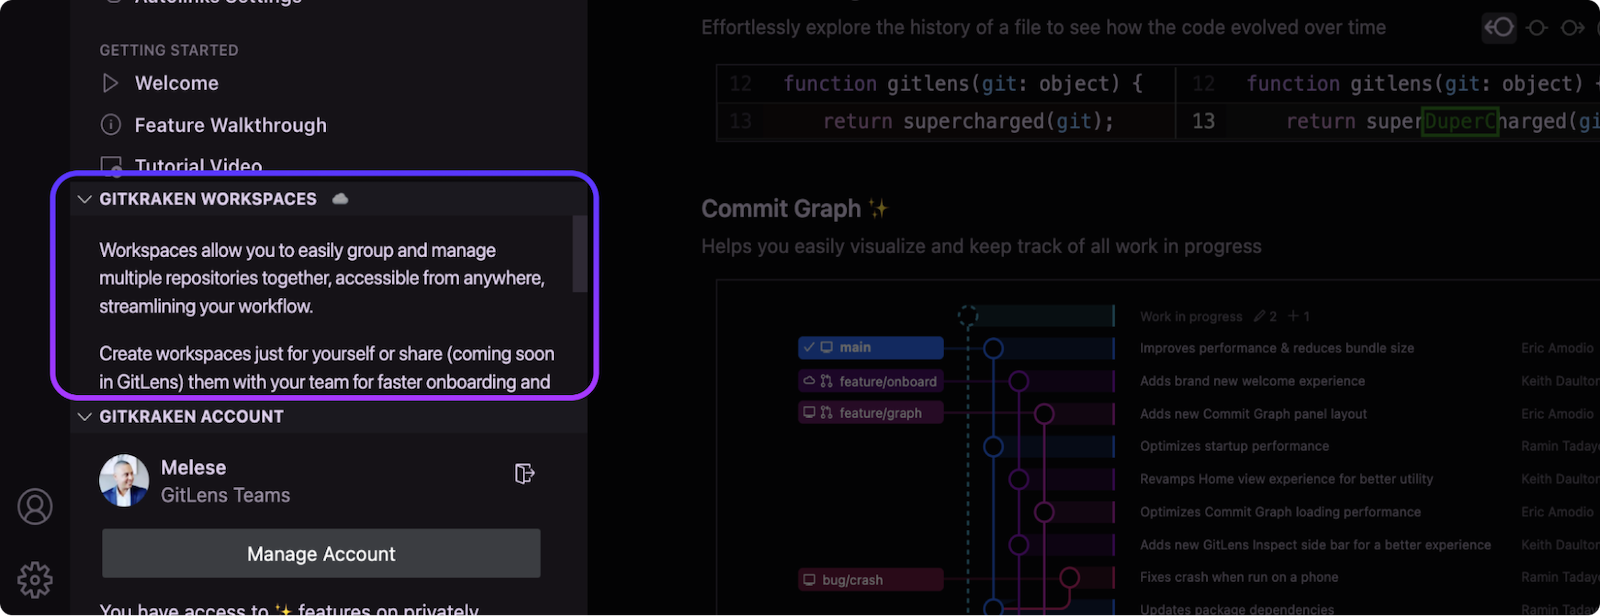 Autolinks Settings
GETTING STARTED
Welcome
Feature Walkthrough
Tutorial Video
GITKRAKEN WORKSPACES
Workspaces allow you to easily group and manage
multiple repositories together, accessible from anywhere,
streamlining your workflow.
Create workspaces just for yourself or share (coming soon
in GitLens) them with your team for faster onboarding and
GITKRAKEN ACCOUNT
Melese
GitLens Teams
Manage Account
You have access to ✨ features on privately
Effortlessly explore the history of a file to see how the code evolved over time
12 function gitlens(git: object) {
13 return supercharged(git);
12 function gitlens(git: object) {
13 return superDuperCharged(gi
Commit Graph ✨
Helps you easily visualize and keep track of all work in progress
Work in progress 2 +1
main Improves performance & reduces bundle size Eric Amodio
feature/onboard Adds brand new welcome experience Keith Daulton
feature/graph Adds new Commit Graph panel layout Eric Amodio
Optimizes startup performance Ramin Taday
Revamps Home view experience for better utility Keith Daulton
Optimizes Commit Graph loading performance Eric Amodio
Adds new GitLens Inspect side bar for a better experience Keith Daulton
bug/crash Fixes crash when run on a phone Ramin Taday
Updates package dependencies Ramin Taday